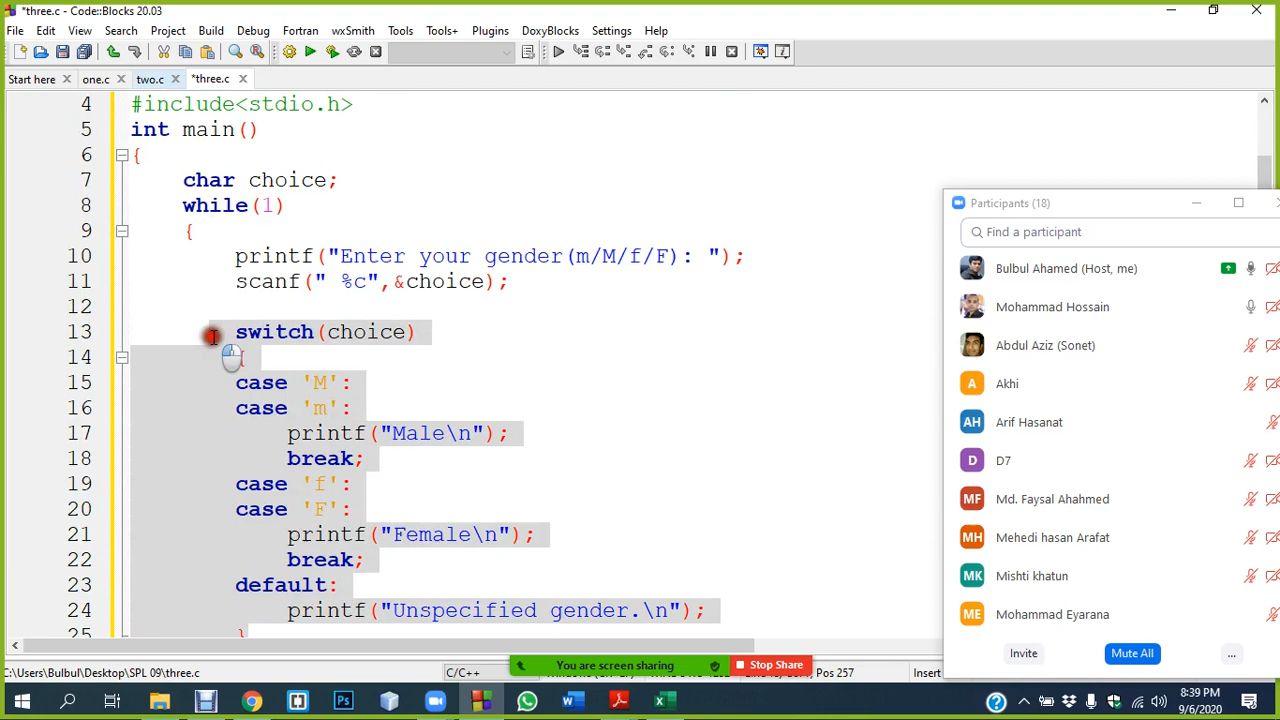 *three.c - Code::Blocks 20.03
File Edit View Search Project Build Debug Fortran wxSmith Tools Tools+ Plugins DoxyBlocks Settings Help
Start here one.c two.c *three.c
4 #include<stdio.h>
5 int main()
6 {
7 char choice;
8 while(1)
9 {
10 printf("Enter your gender(m/M/f/F): ");
11 scanf(" %c",&choice);
12
13 switch(choice)
14 {
15 case 'M':
16 case 'm':
17 printf("Male\n");
18 break;
19 case 'f':
20 case 'F':
21 printf("Female\n");
22 break;
23 default:
24 printf("Unspecified gender.\n");
25 }
Participants (18)
Find a participant
Bulbul Ahamed (Host, me)
Mohammad Hossain
Abdul Aziz (Sonet)
A Akhi
AH Arif Hasanat
D D7
MF Md. Faysal Ahahmed
MH Mehedi hasan Arafat
MK Mishti khatun
ME Mohammad Eyarana
Invite Mute All ...
You are screen sharing Stop Share
C:\Users\Bulbul\Desktop\SPL 09\three.c C/C++ Pos 257 Insert
8:39 PM
9/6/2020